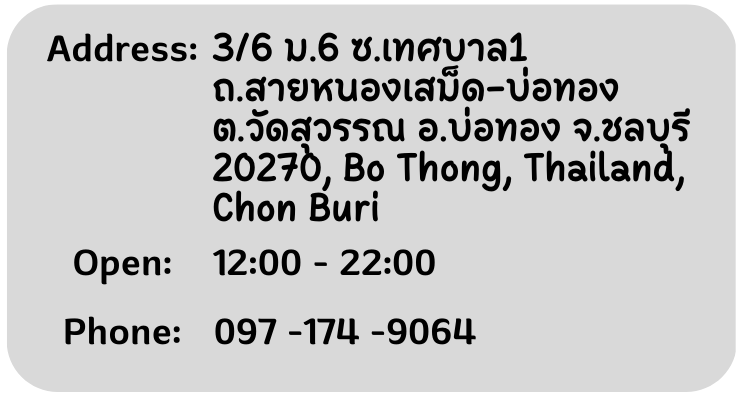 Address: 3/6 ม.6 ซ.เทศบาล1
ถ.สายหนองเสม็ด-บ่อทอง
ต.วัดสุวรรณ อ.บ่อทอง จ.ชลบุรี
20270, Bo Thong, Thailand,
Chon Buri
Open: 12:00 - 22:00
Phone: 097 -174 -9064